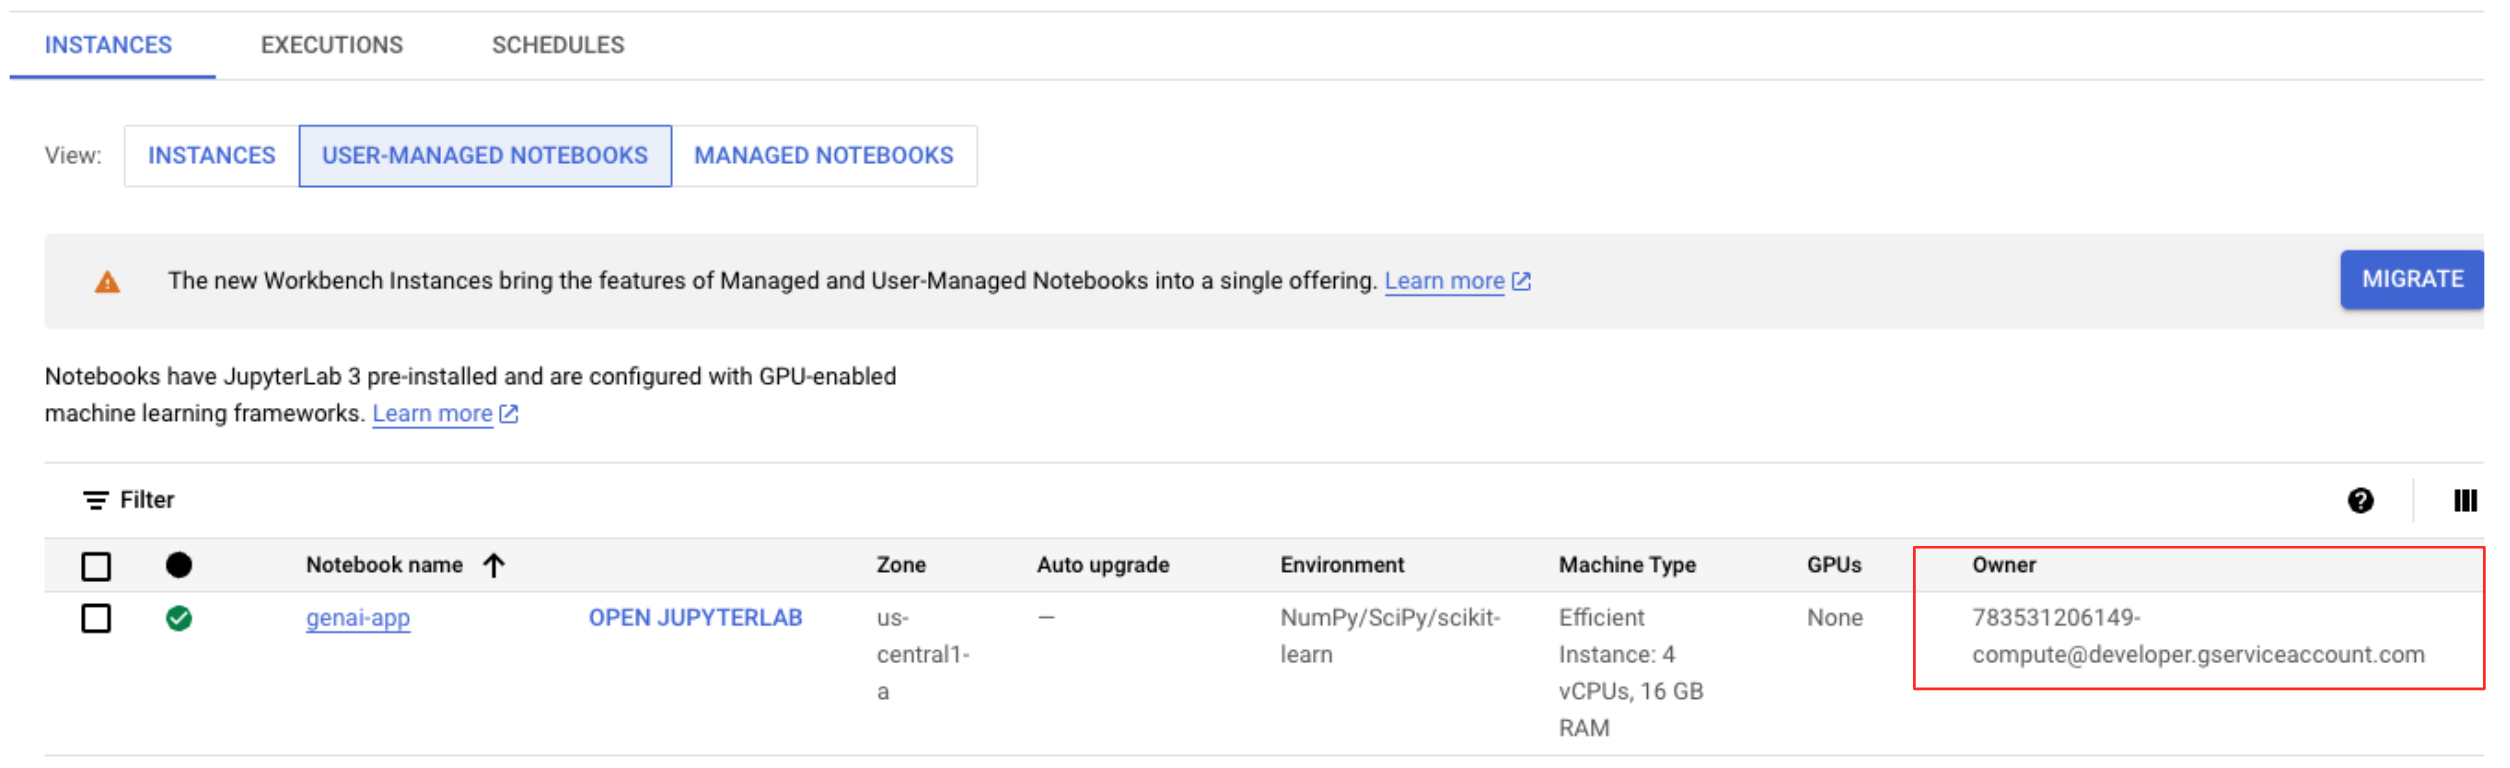 INSTANCES EXECUTIONS SCHEDULES
View: INSTANCES USER-MANAGED NOTEBOOKS MANAGED NOTEBOOKS
The new Workbench Instances bring the features of Managed and User-Managed Notebooks into a single offering. Learn more
MIGRATE
Notebooks have JupyterLab 3 pre-installed and are configured with GPU-enabled
machine learning frameworks. Learn more
Filter
Notebook name Zone Auto upgrade Environment Machine Type GPUs Owner
genai-app OPEN JUPYTERLAB us- — NumPy/SciPy/scikit- Efficient None 783531206149-
central1- learn Instance: 4 compute@developer.gserviceaccount.com
a vCPUs, 16 GB
RAM